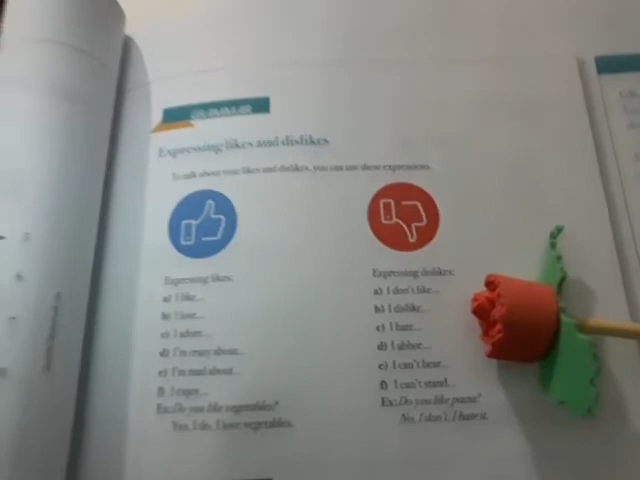 GRAMMAR
Expressing likes and dislikes
To talk about your likes and dislikes, you can use these expressions.
Expressing likes:
a) I like...
b) I love...
c) I adore...
d) I'm crazy about...
e) I'm mad about...
f) I enjoy...
Ex: Do you like vegetables?
Yes, I do. I love vegetables.
Expressing dislikes:
a) I don't like...
b) I dislike...
c) I hate...
d) I abhor...
e) I can't bear...
f) I can't stand...
Ex: Do you like pasta?
No, I don't. I hate it.